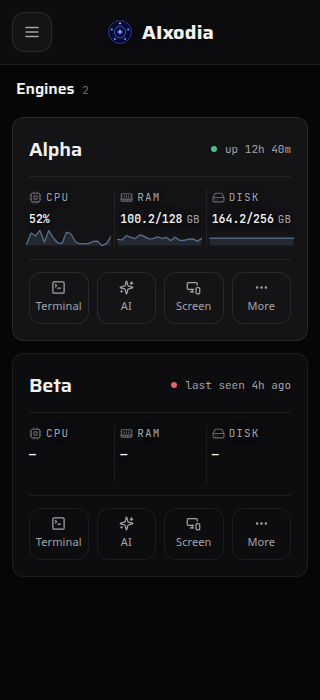 AIxodia
Engines 2
Alpha
up 12h 40m
CPU RAM DISK
52% 100.2/128 GB 164.2/256 GB
Terminal AI Screen More
Beta
last seen 4h ago
CPU RAM DISK
– – –
Terminal AI Screen More